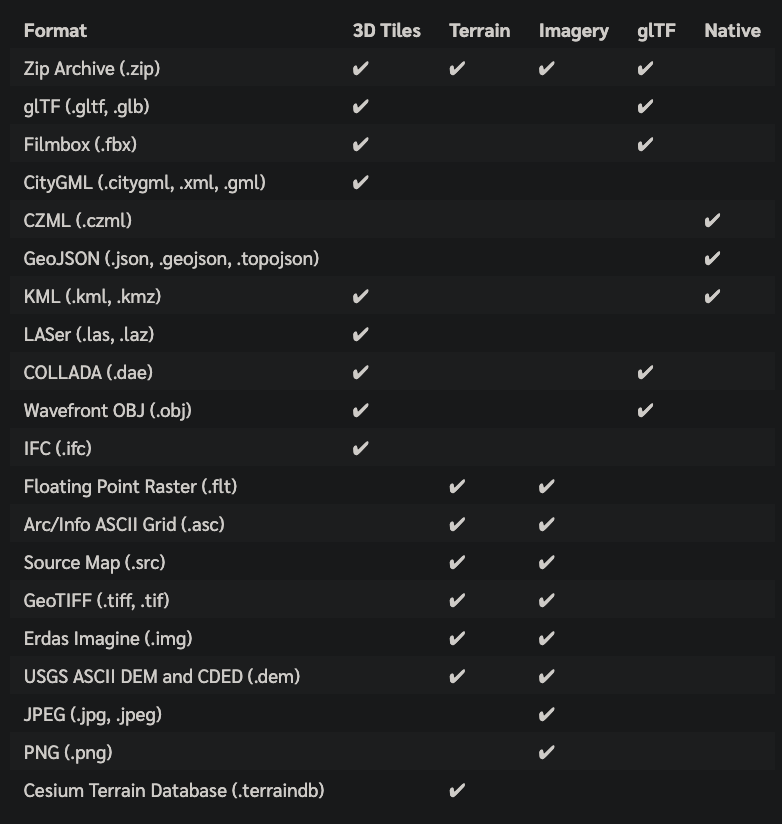 Format 3D Tiles Terrain Imagery glTF Native
Zip Archive (.zip) ✔ ✔ ✔ ✔
glTF (.gltf, .glb) ✔ ✔
Filmbox (.fbx) ✔ ✔
CityGML (.citygml, .xml, .gml) ✔
CZML (.czml) ✔
GeoJSON (.json, .geojson, .topojson) ✔
KML (.kml, .kmz) ✔ ✔
LASer (.las, .laz) ✔
COLLADA (.dae) ✔ ✔
Wavefront OBJ (.obj) ✔ ✔
IFC (.ifc) ✔
Floating Point Raster (.flt) ✔ ✔
Arc/Info ASCII Grid (.asc) ✔ ✔
Source Map (.src) ✔ ✔
GeoTIFF (.tiff, .tif) ✔ ✔
Erdas Imagine (.img) ✔ ✔
USGS ASCII DEM and CDED (.dem) ✔ ✔
JPEG (.jpg, .jpeg) ✔
PNG (.png) ✔
Cesium Terrain Database (.terraindb) ✔